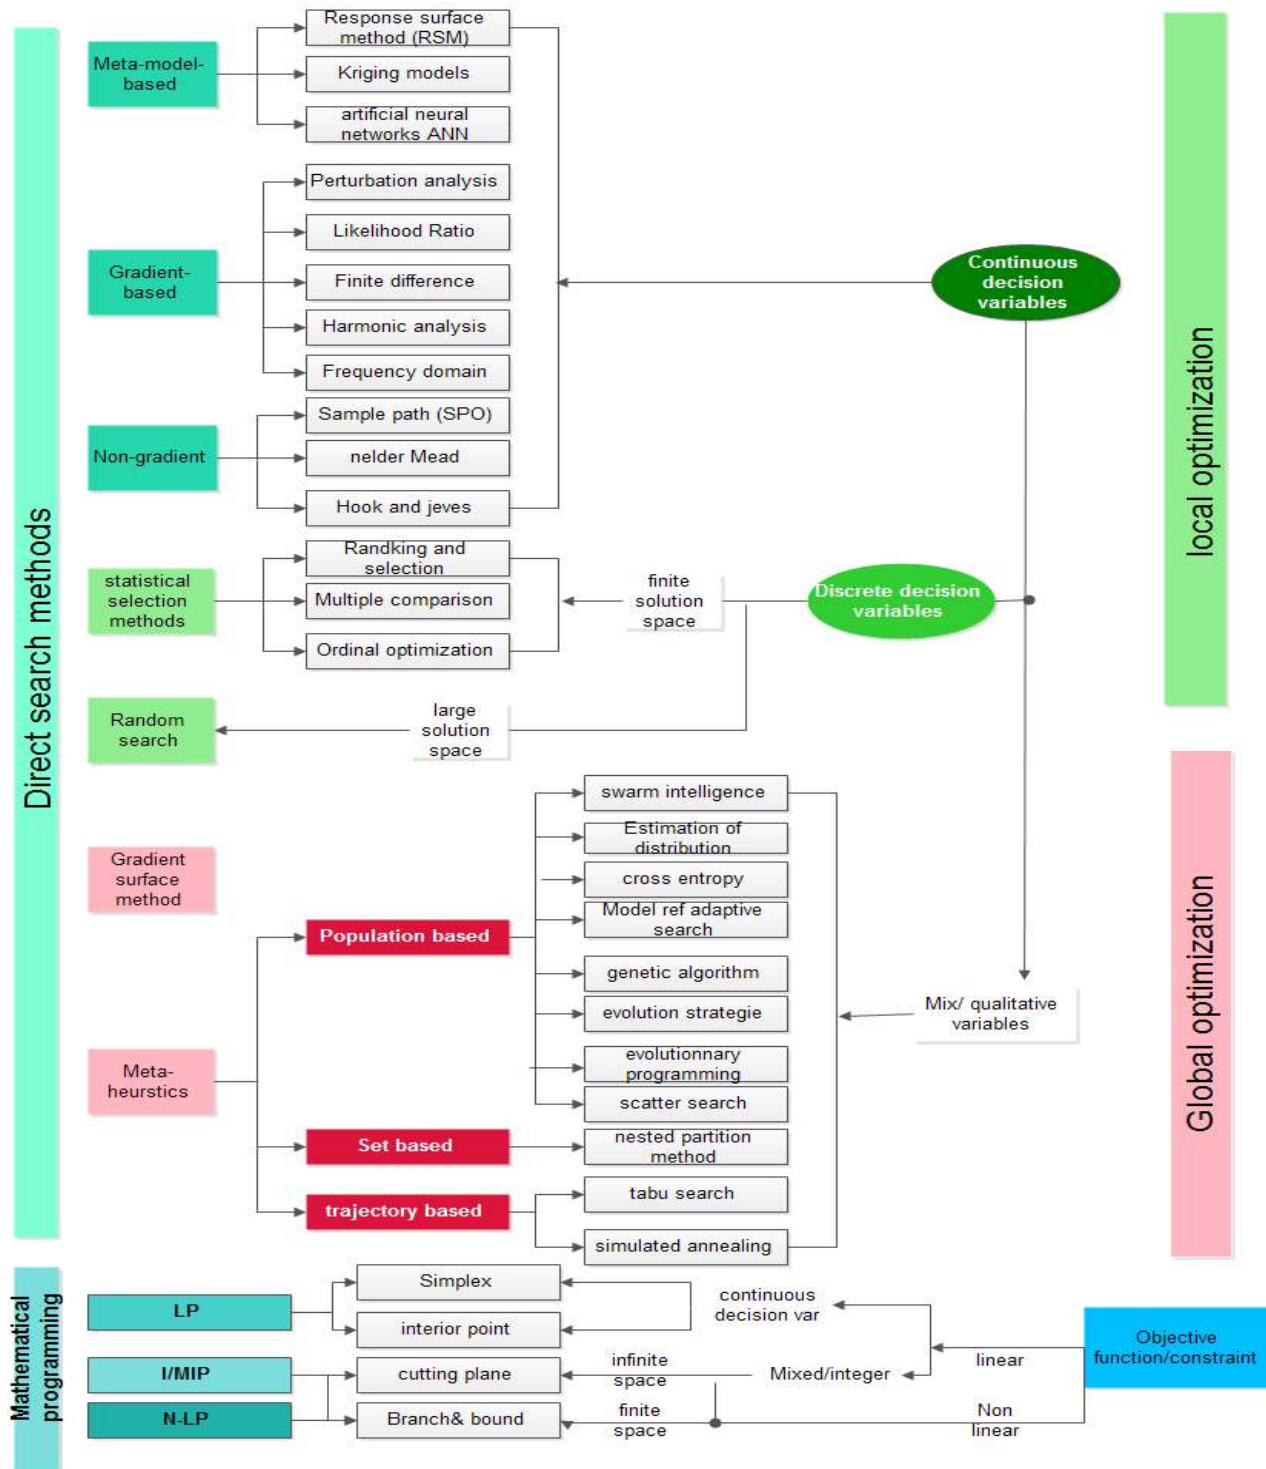 Direct search methods
Meta-model-
based
Response surface
method (RSM)
Kriging models
artificial neural
networks ANN
Gradient-
based
Perturbation analysis
Likelihood Ratio
Finite difference
Harmonic analysis
Frequency domain
Non-gradient
Sample path (SPO)
nelder Mead
Hook and jeves
Continuous
decision
variables
local optimization
statistical
selection
methods
Randking and
selection
Multiple comparison
Ordinal optimization
finite
solution
space
Discrete decision
variables
Random
search
large
solution
space
Gradient
surface
method
Meta-
heurstics
Population based
swarm intelligence
Estimation of
distribution
cross entropy
Model ref adaptive
search
genetic algorithm
evolution strategie
evolutionnary
programming
scatter search
Set based
nested partition
method
trajectory based
tabu search
simulated annealing
Mix/ qualitative
variables
Global optimization
Mathematical
programming
LP
Simplex
interior point
continuous
decision var
I/MIP
cutting plane
infinite
space
Mixed/integer
linear
Objective
function/constraint
N-LP
Branch& bound
finite
space
Non
linear